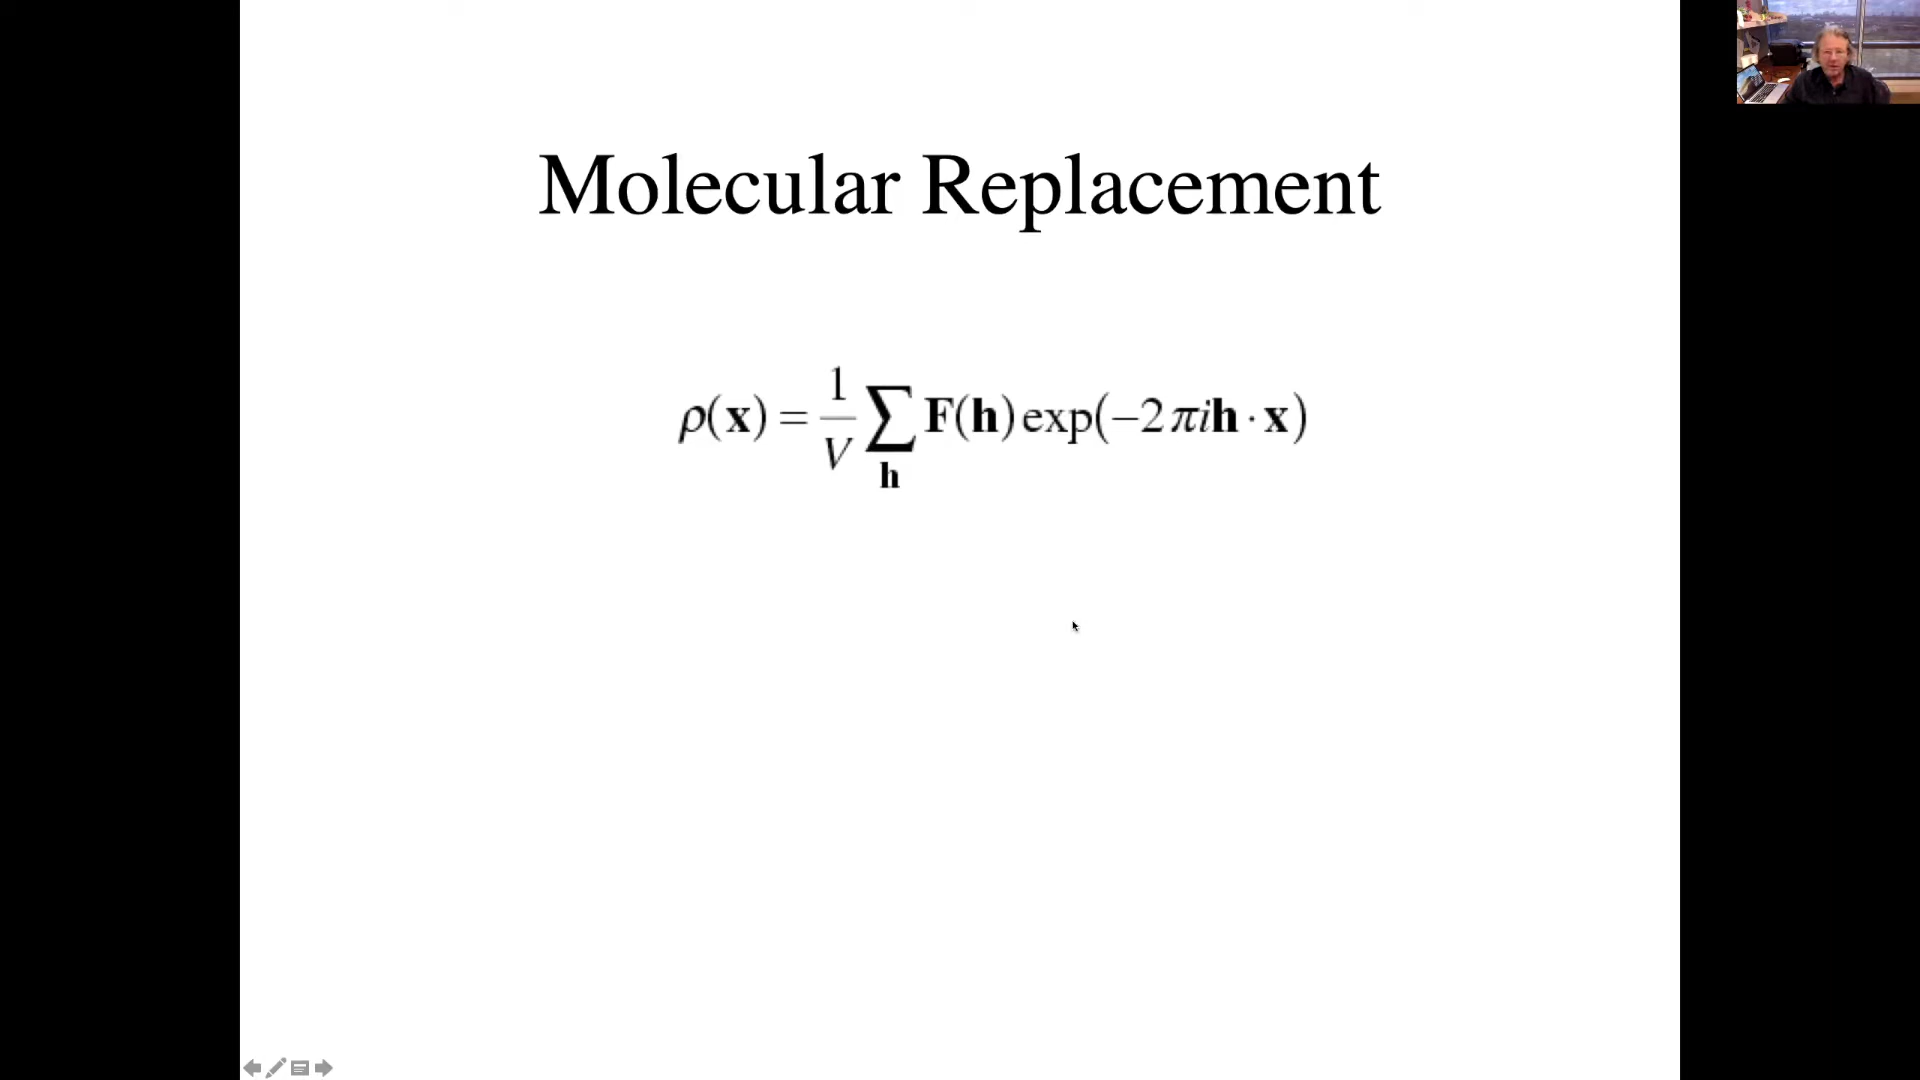 Molecular Replacement
ρ(x) = 1/V ∑_h F(h) exp(−2πih · x)